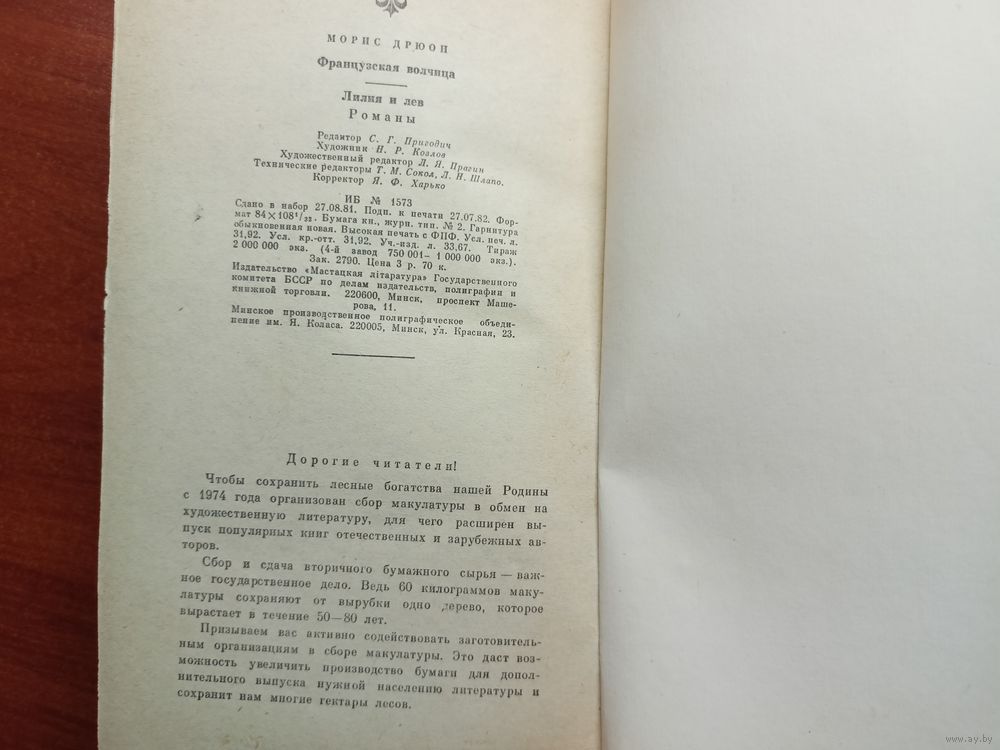 МОРИС ДРЮОН
Французская волчица
Лилия и лев
Романы
Редактор С. Г. Пригодич
Художник Н. Р. Козлов
Художественный редактор Л. Я. Прагин
Технические редакторы Т. М. Сокол, Л. Н. Шлапо.
Корректор Я. Ф. Харько
ИБ № 1573
Сдано в набор 27.08.81. Подп. к печати 27.07.82. Фор-
мат 84×108¹/₃₂. Бумага кн., журн. тип. № 2. Гарнитура
обыкновенная новая. Высокая печать с ФПФ. Усл. печ. л.
31,92. Усл. кр.-отт. 31,92. Уч.-изд. л. 33,67. Тираж
2 000 000 экз. (4-й завод 750 001— 1 000 000 экз.).
Зак. 2790. Цена 3 р. 70 к.
Издательство «Мастацкая літаратура» Государственного
комитета БССР по делам издательств, полиграфии и
книжной торговли. 220600, Минск, проспект Маше-
рова, 11.
Минское производственное полиграфическое объеди-
нение им. Я. Коласа. 220005, Минск, ул. Красная, 23.
Дорогие читатели!
Чтобы сохранить лесные богатства нашей Родины
с 1974 года организован сбор макулатуры в обмен на
художественную литературу, для чего расширен вы-
пуск популярных книг отечественных и зарубежных ав-
торов.
Сбор и сдача вторичного бумажного сырья — важ-
ное государственное дело. Ведь 60 килограммов маку-
латуры сохраняют от вырубки одно дерево, которое
вырастает в течение 50—80 лет.
Призываем вас активно содействовать заготовитель-
ным организациям в сборе макулатуры. Это даст воз-
можность увеличить производство бумаги для допол-
нительного выпуска нужной населению литературы и
сохранит нам многие гектары лесов.
www.ay.by